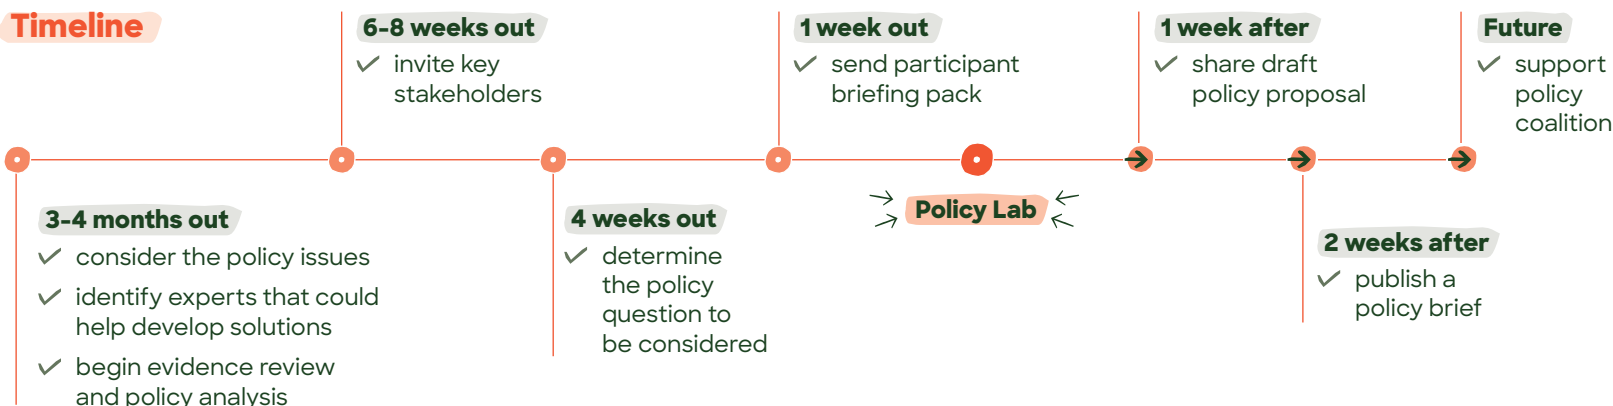 Timeline
3-4 months out
consider the policy issues
identify experts that could
help develop solutions
begin evidence review
and policy analysis
6-8 weeks out
invite key
stakeholders
4 weeks out
determine
the policy
question to
be considered
1 week out
send participant
briefing pack
Policy Lab
1 week after
share draft
policy proposal
2 weeks after
publish a
policy brief
Future
support
policy
coalition